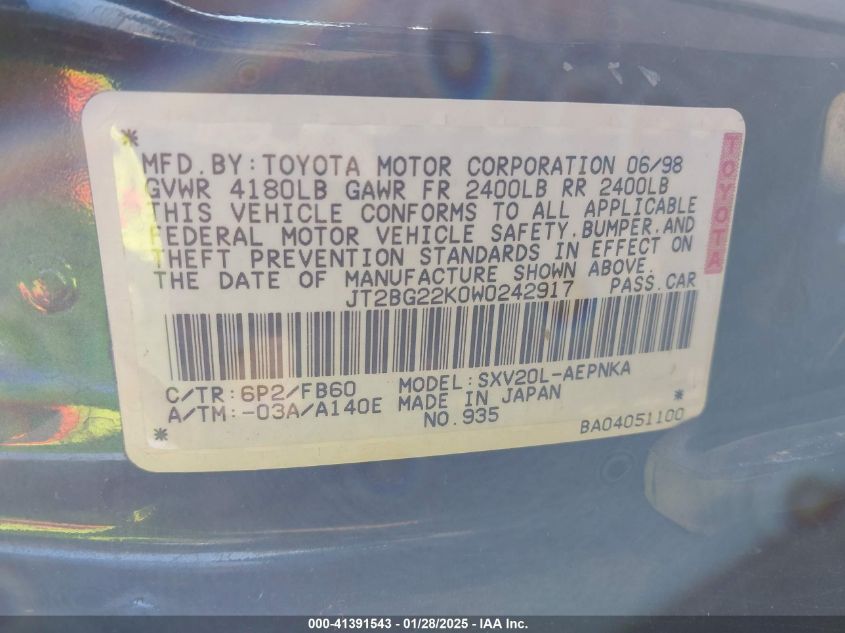 MFD.BY:TOYOTA MOTOR CORPORATION 06/98
GVWR 4180LB GAWR FR 2400LB RR 2400LB
THIS VEHICLE CONFORMS TO ALL APPLICABLE
FEDERAL MOTOR VEHICLE SAFETY,BUMPER,AND
THEFT PREVENTION STANDARDS IN EFFECT ON
THE DATE OF MANUFACTURE SHOWN ABOVE.
JT2BG22K0W0242917 PASS.CAR
TOYOTA
C/TR:6P2/FB60 MODEL:SXV20L-AEPNKA
A/TM:-03A/A140E MADE IN JAPAN
NO.935
BA04051100
000-41391543 / 01/28/2025 - IAA Inc.